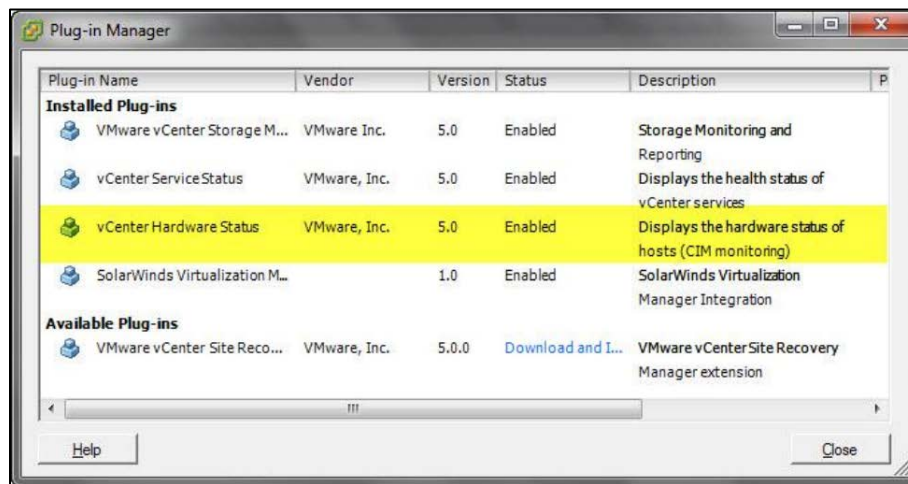 Plug-in Manager
Plug-in Name Vendor Version Status Description P
Installed Plug-ins
VMware vCenter Storage M... VMware Inc. 5.0 Enabled Storage Monitoring and
Reporting
vCenter Service Status VMware, Inc. 5.0 Enabled Displays the health status of
vCenter services
vCenter Hardware Status VMware, Inc. 5.0 Enabled Displays the hardware status of
hosts (CIM monitoring)
SolarWinds Virtualization M... 1.0 Enabled SolarWinds Virtualization
Manager Integration
Available Plug-ins
VMware vCenter Site Reco... VMware, Inc. 5.0.0 Download and I... VMware vCenter Site Recovery
Manager extension
Help Close